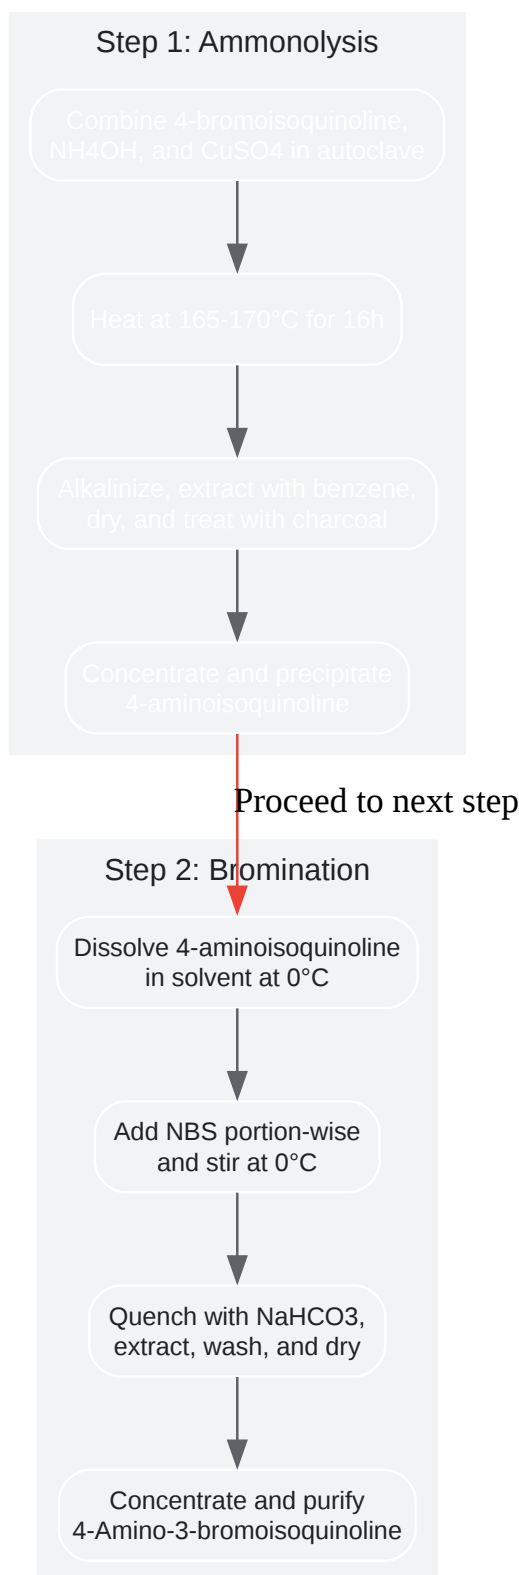 Step 1: Ammonolysis
Combine 4-bromoisoquinoline,
NH4OH, and CuSO4 in autoclave
Heat at 165-170°C for 16h
Alkalinize, extract with benzene,
dry, and treat with charcoal
Concentrate and precipitate
4-aminoisoquinoline
Proceed to next step
Step 2: Bromination
Dissolve 4-aminoisoquinoline
in solvent at 0°C
Add NBS portion-wise
and stir at 0°C
Quench with NaHCO3,
extract, wash, and dry
Concentrate and purify
4-Amino-3-bromoisoquinoline